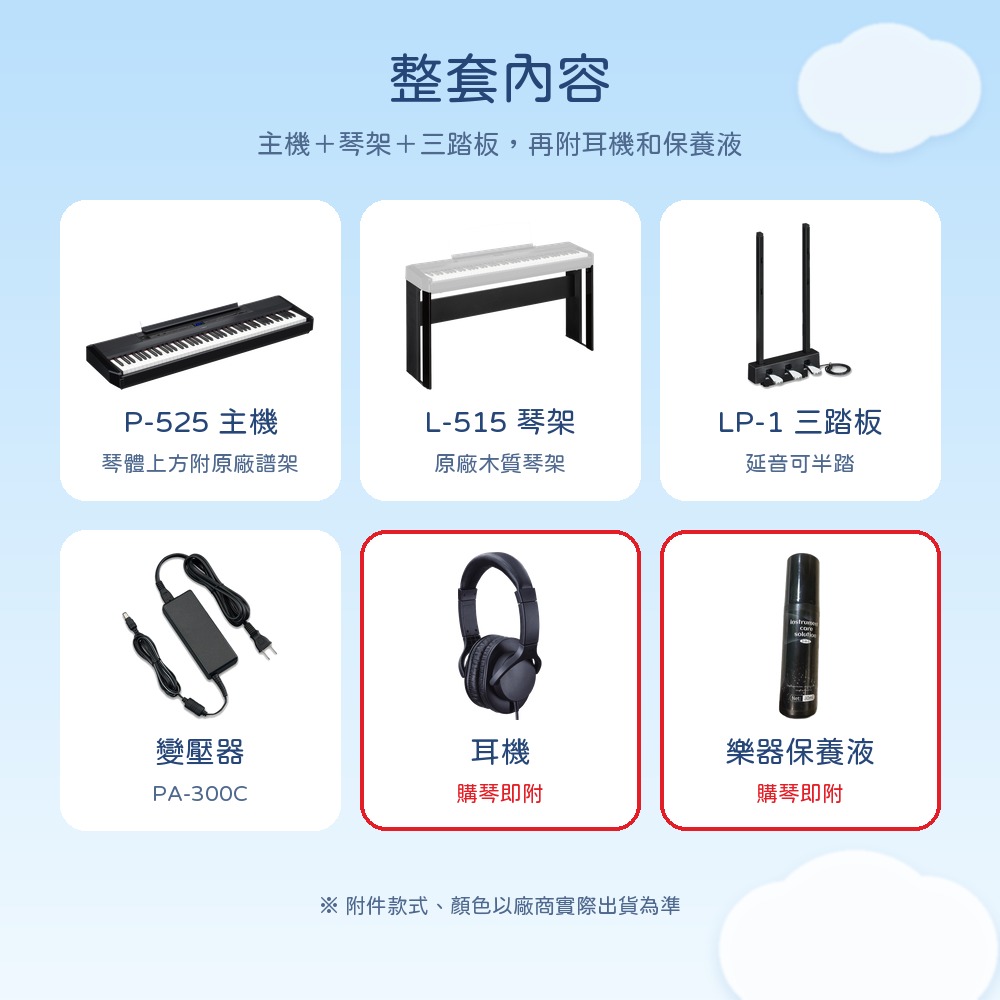 整套內容
主機＋琴架＋三踏板，再附耳機和保養液
P-525 主機
琴體上方附原廠譜架
L-515 琴架
原廠木質琴架
LP-1 三踏板
延音可半踏
變壓器
PA-300C
耳機
購琴即附
instrument
care
solution
樂器保養液
購琴即附
※ 附件款式、顏色以廠商實際出貨為準